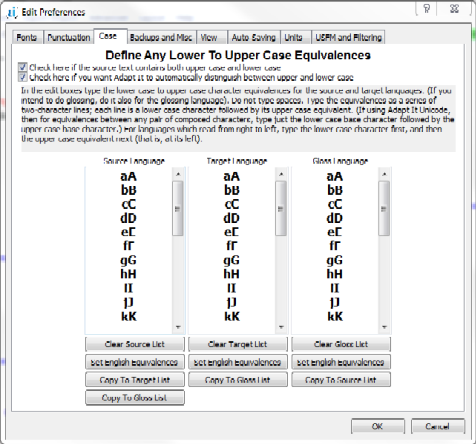 Edit Preferences
Fonts Punctuation Case Backups and Misc View Auto-Saving Units USFM and Filtering
Define Any Lower To Upper Case Equivalences
Check here if the source text contains both upper case and lower case
Check here if you want Adapt It to automatically distinguish between upper and lower case
In the edit boxes type the lower case to upper case character equivalences for the source and target languages. (If you
intend to do glossing, do it also for the glossing language). Do not type spaces. Type the equivalences as a series of
two-character lines; each line is a lower case character followed by its upper case equivalent. (If using Adapt It Unicode,
then for equivalences between any pair of composed characters, type just the lower case base character followed by the
upper case base character.) For languages which read from right to left, type the lower case character first, and then
the upper case equivalent next (that is, at its left).
Source Language Target Language Gloss Language
aA aA aA
bB bB bB
cC cC cC
dD dD dD
eE eE eE
fF fF fF
gG gG gG
hH hH hH
iI iI iI
jJ jJ jJ
kK kK kK
Clear Source List Clear Target List Clear Gloss List
Set English Equivalences Set English Equivalences Set English Equivalences
Copy To Target List Copy To Gloss List Copy To Source List
Copy To Gloss List
OK Cancel